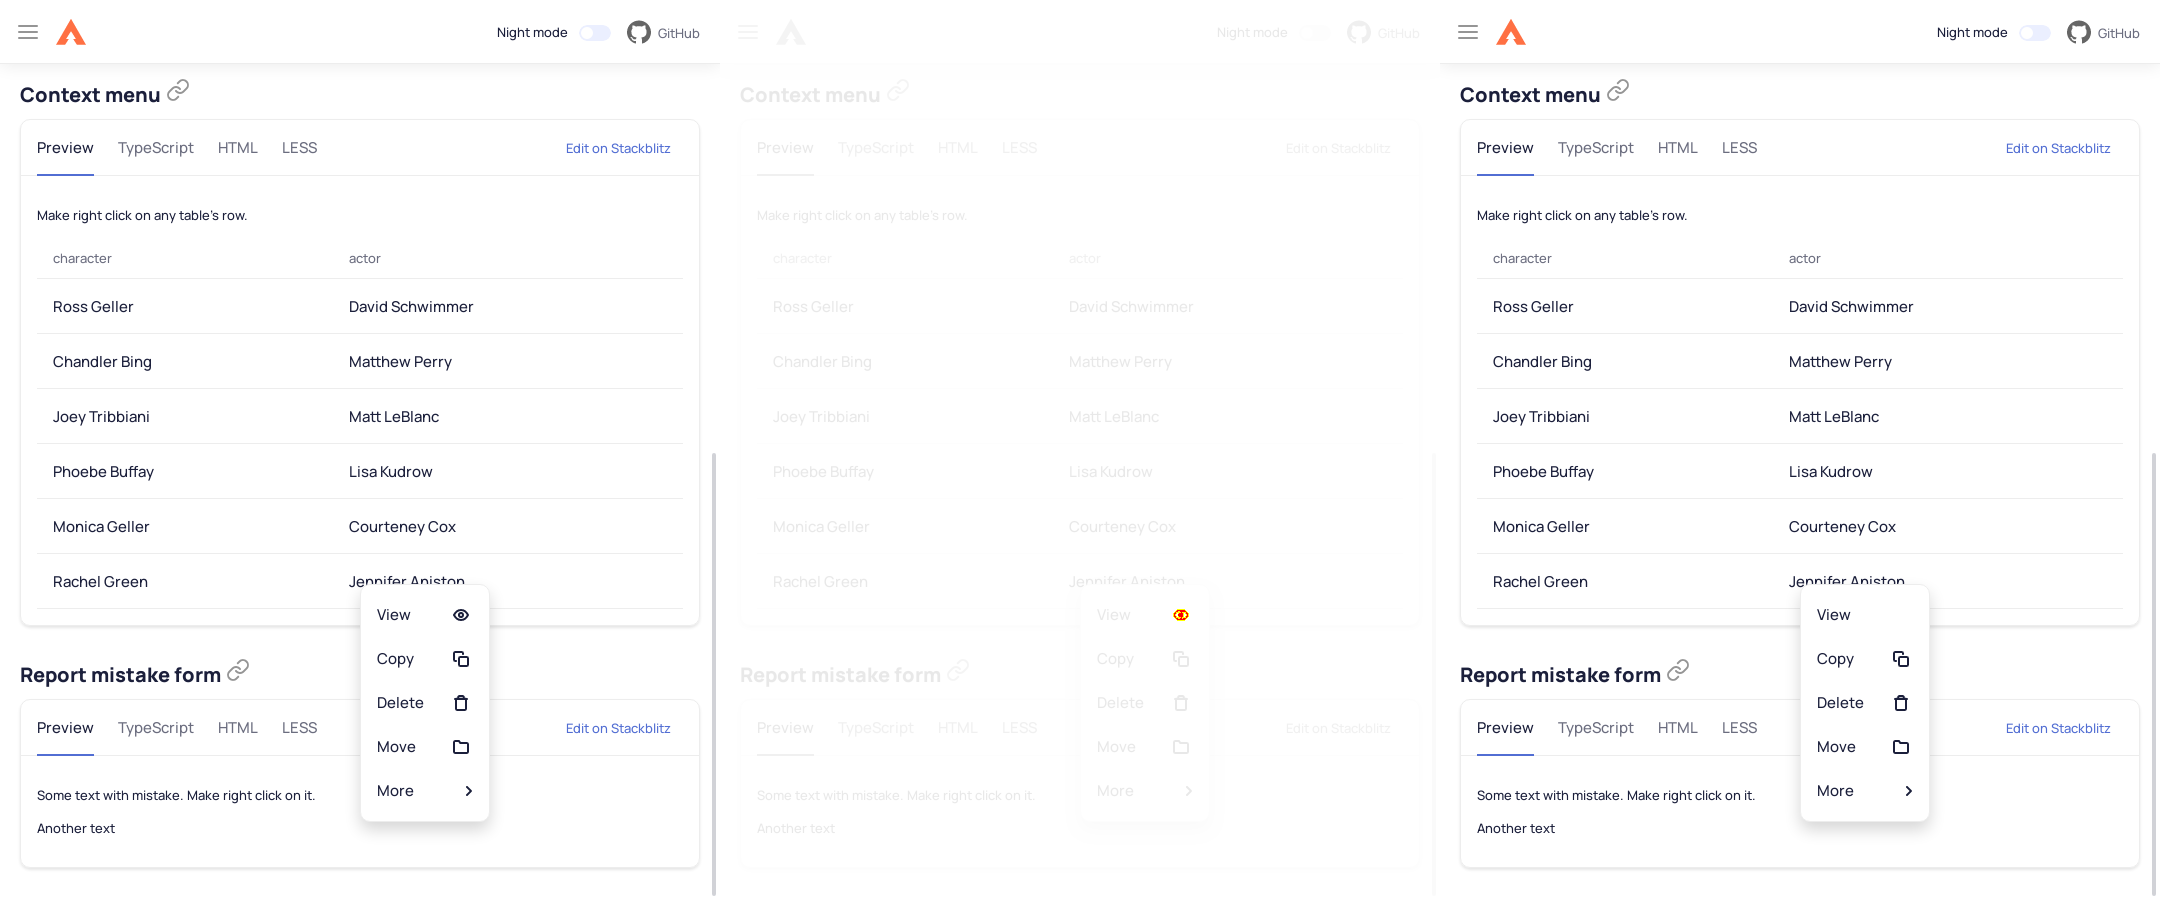 Night mode GitHub
Context menu
Preview TypeScript HTML LESS Edit on Stackblitz
Make right click on any table's row.
character actor
Ross Geller David Schwimmer
Chandler Bing Matthew Perry
Joey Tribbiani Matt LeBlanc
Phoebe Buffay Lisa Kudrow
Monica Geller Courteney Cox
Rachel Green Jennifer Aniston
View
Copy
Report mistake form
Delete
Preview TypeScript HTML LESS Edit on Stackblitz
Move
More
Some text with mistake. Make right click on it.
Another text
Night mode GitHub
Context menu
Preview TypeScript HTML LESS Edit on Stackblitz
Make right click on any table's row.
character actor
Ross Geller David Schwimmer
Chandler Bing Matthew Perry
Joey Tribbiani Matt LeBlanc
Phoebe Buffay Lisa Kudrow
Monica Geller Courteney Cox
Rachel Green Jennifer Aniston
View
Copy
Report mistake form
Delete
Preview TypeScript HTML LESS Edit on Stackblitz
Move
More
Some text with mistake. Make right click on it.
Another text
Night mode GitHub
Context menu
Preview TypeScript HTML LESS Edit on Stackblitz
Make right click on any table's row.
character actor
Ross Geller David Schwimmer
Chandler Bing Matthew Perry
Joey Tribbiani Matt LeBlanc
Phoebe Buffay Lisa Kudrow
Monica Geller Courteney Cox
Rachel Green Jennifer Aniston
View
Copy
Report mistake form
Delete
Preview TypeScript HTML LESS Edit on Stackblitz
Move
More
Some text with mistake. Make right click on it.
Another text